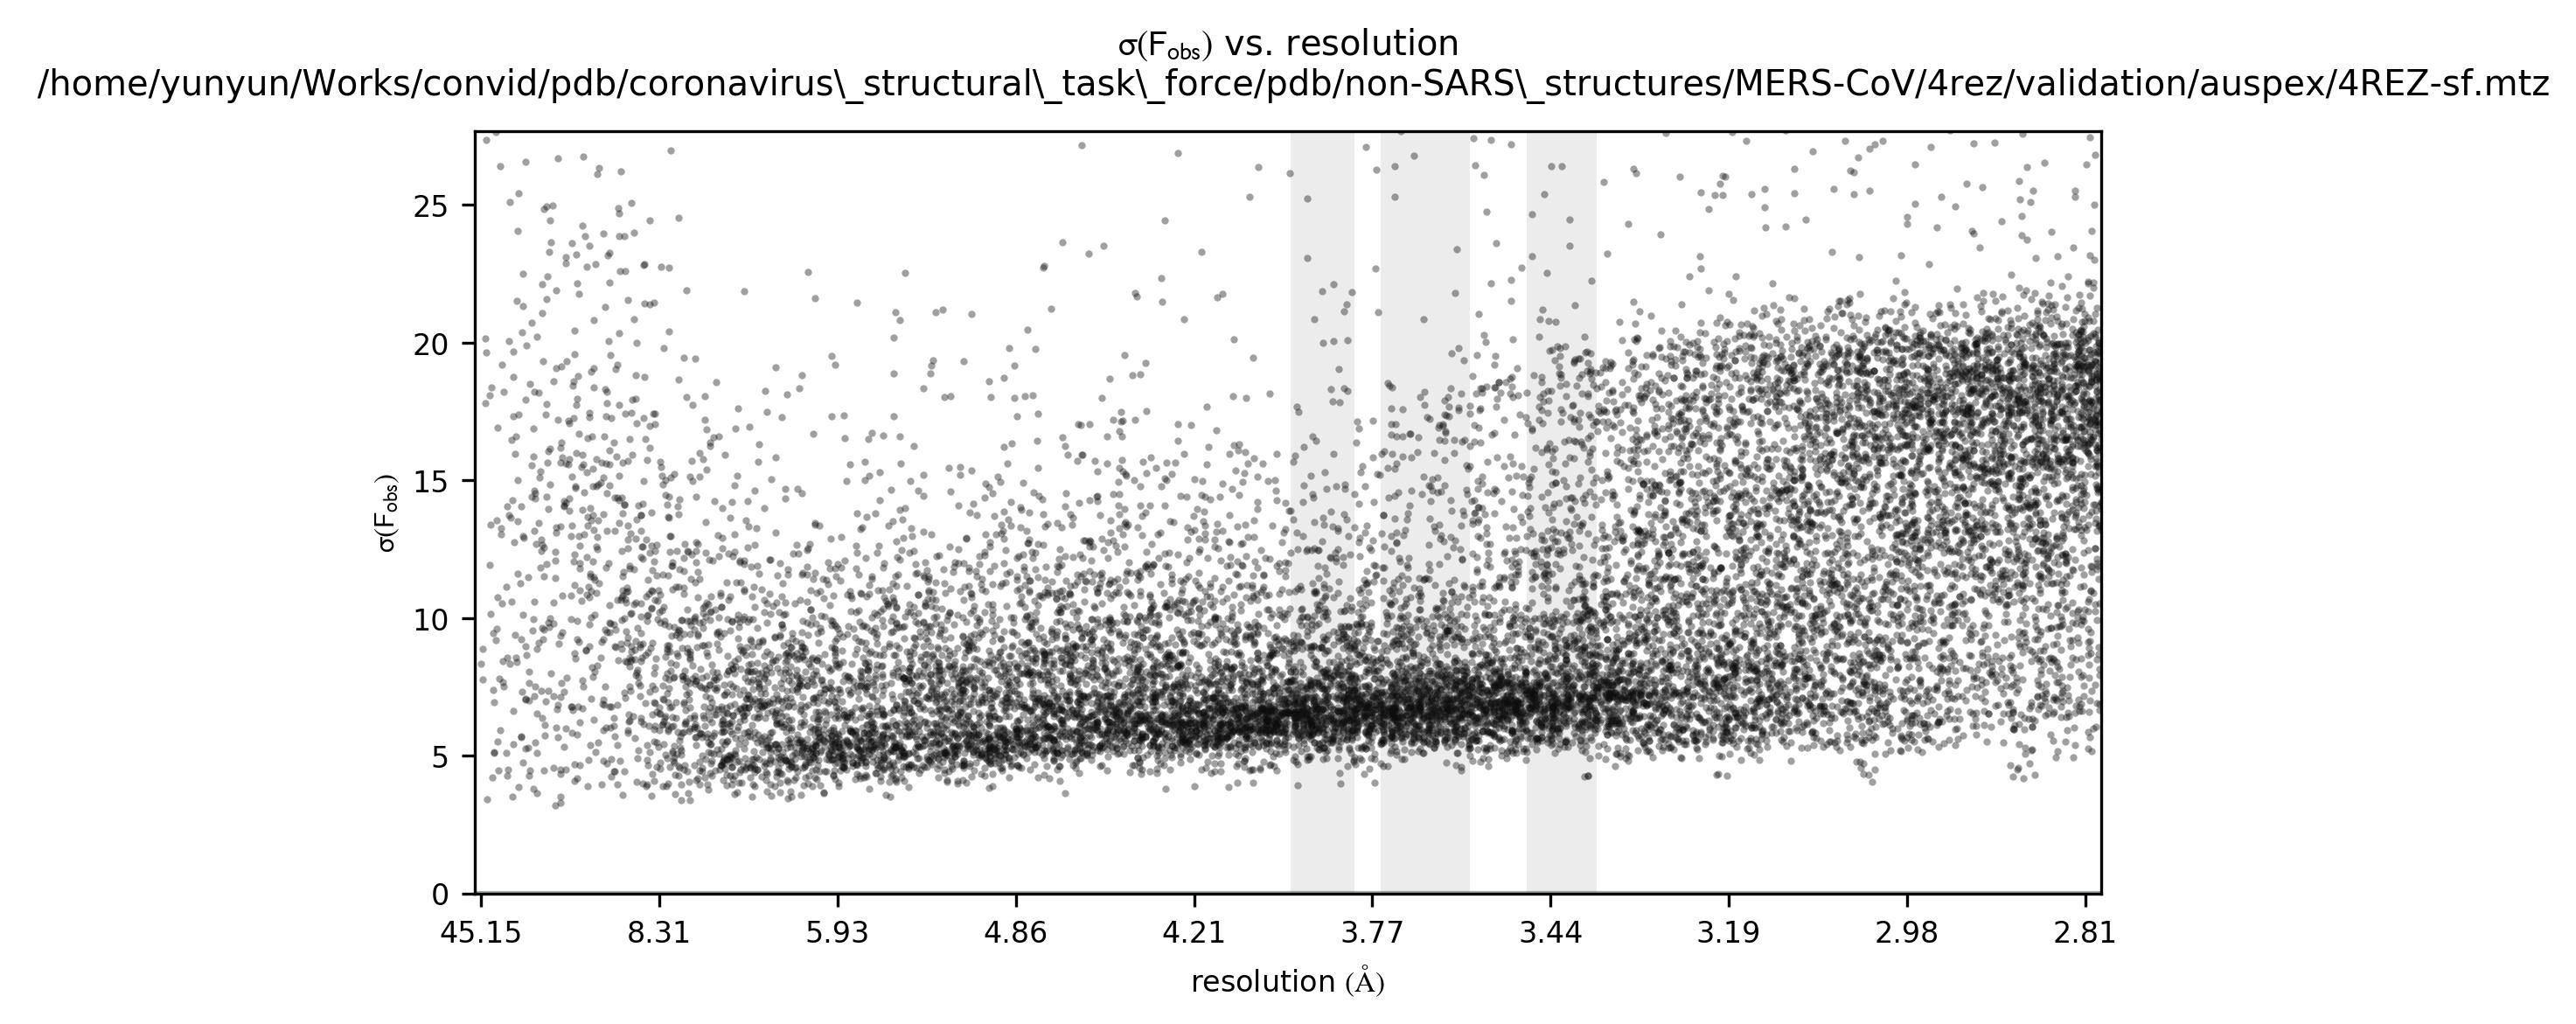 σ(F_obs) vs. resolution
/home/yunyun/Works/convid/pdb/coronavirus\_structural\_task\_force/pdb/non-SARS\_structures/MERS-CoV/4rez/validation/auspex/4REZ-sf.mtz
25
20
15
10
5
0
σ(F_obs)
45.15 8.31 5.93 4.86 4.21 3.77 3.44 3.19 2.98 2.81
resolution (Å)